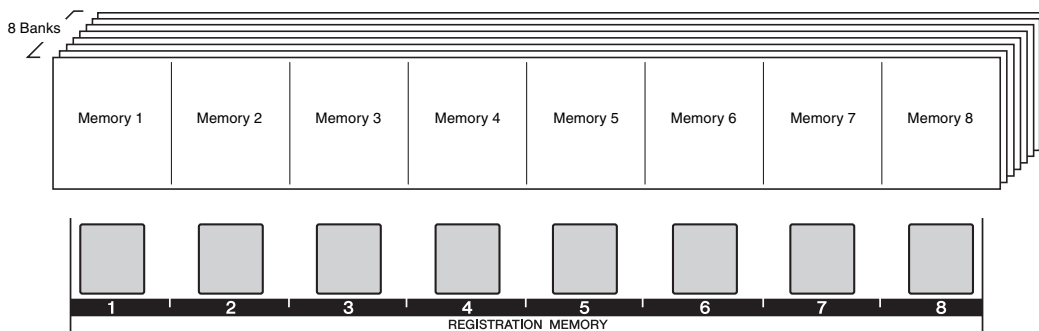 8 Banks
Memory 1 Memory 2 Memory 3 Memory 4 Memory 5 Memory 6 Memory 7 Memory 8
1 2 3 4 5 6 7 8
REGISTRATION MEMORY